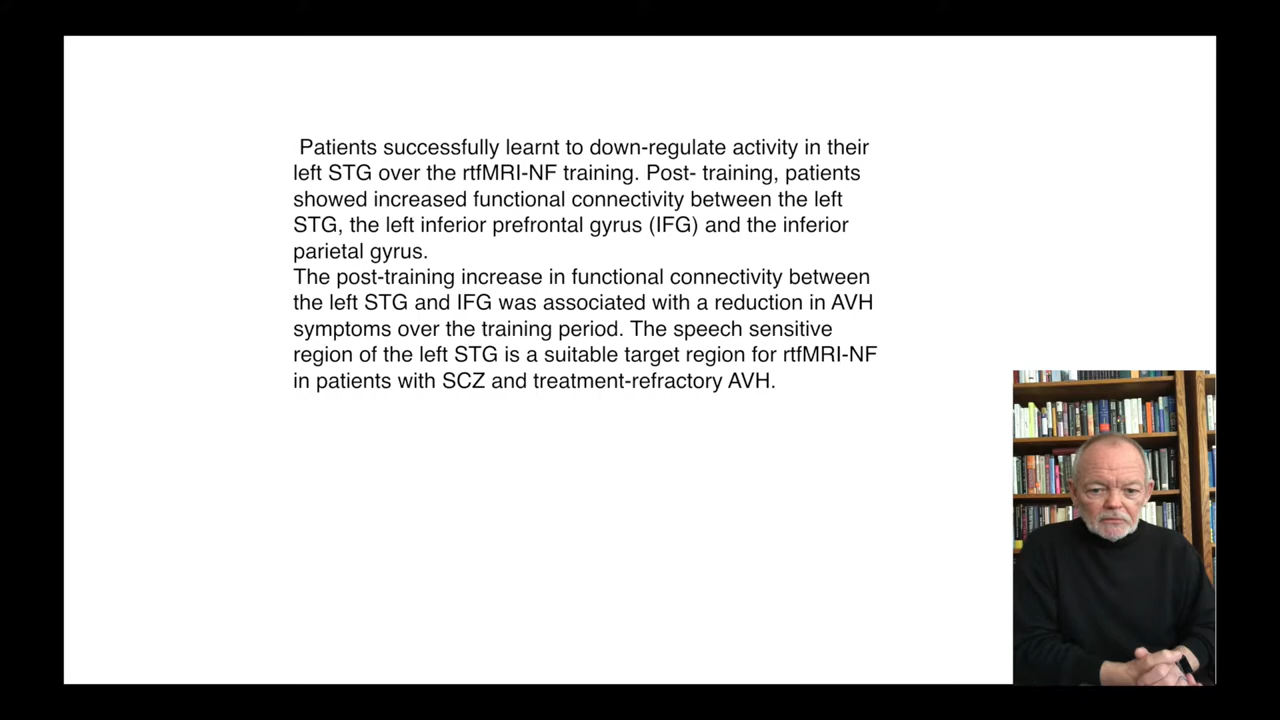 Patients successfully learnt to down-regulate activity in their
left STG over the rtfMRI-NF training. Post- training, patients
showed increased functional connectivity between the left
STG, the left inferior prefrontal gyrus (IFG) and the inferior
parietal gyrus.
The post-training increase in functional connectivity between
the left STG and IFG was associated with a reduction in AVH
symptoms over the training period. The speech sensitive
region of the left STG is a suitable target region for rtfMRI-NF
in patients with SCZ and treatment-refractory AVH.